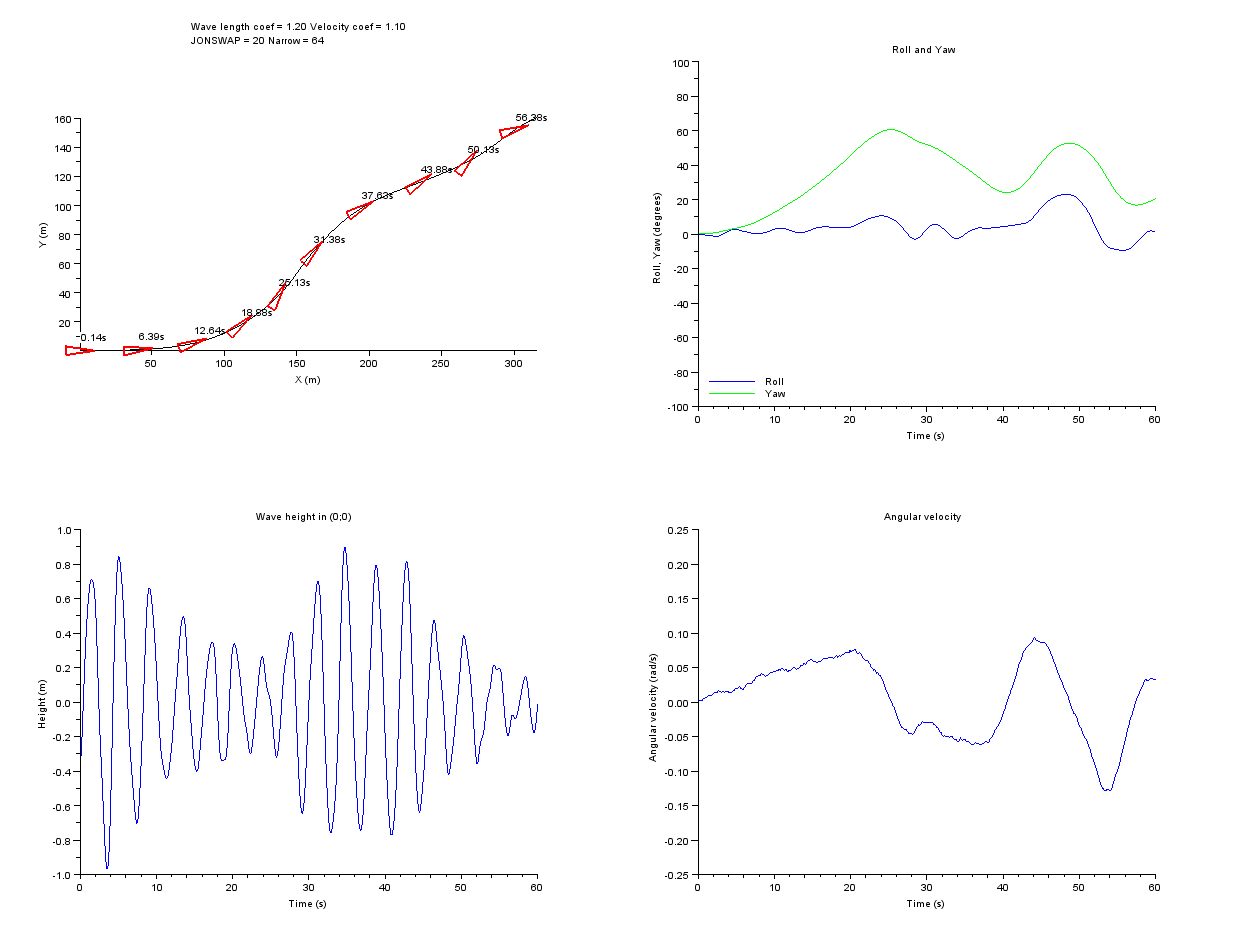 Wave length coef = 1.20 Velocity coef = 1.10
JONSWAP = 20 Narrow = 64
160
140
120
100
80
60
40
20
Y (m)
0.14s
6.39s
12.64s
18.88s
25.13s
31.38s
37.63s
43.88s
50.13s
56.38s
50
100
150
200
250
300
X (m)
Roll and Yaw
100
80
60
40
20
0
-20
-40
-60
-80
-100
Roll, Yaw (degrees)
Roll
Yaw
0
10
20
30
40
50
60
Time (s)
Wave height in (0;0)
1.0
0.8
0.6
0.4
0.2
0.0
-0.2
-0.4
-0.6
-0.8
-1.0
Height (m)
0
10
20
30
40
50
60
Time (s)
Angular velocity
0.25
0.20
0.15
0.10
0.05
0.00
-0.05
-0.10
-0.15
-0.20
-0.25
Angular velocity (rad/s)
0
10
20
30
40
50
60
Time (s)